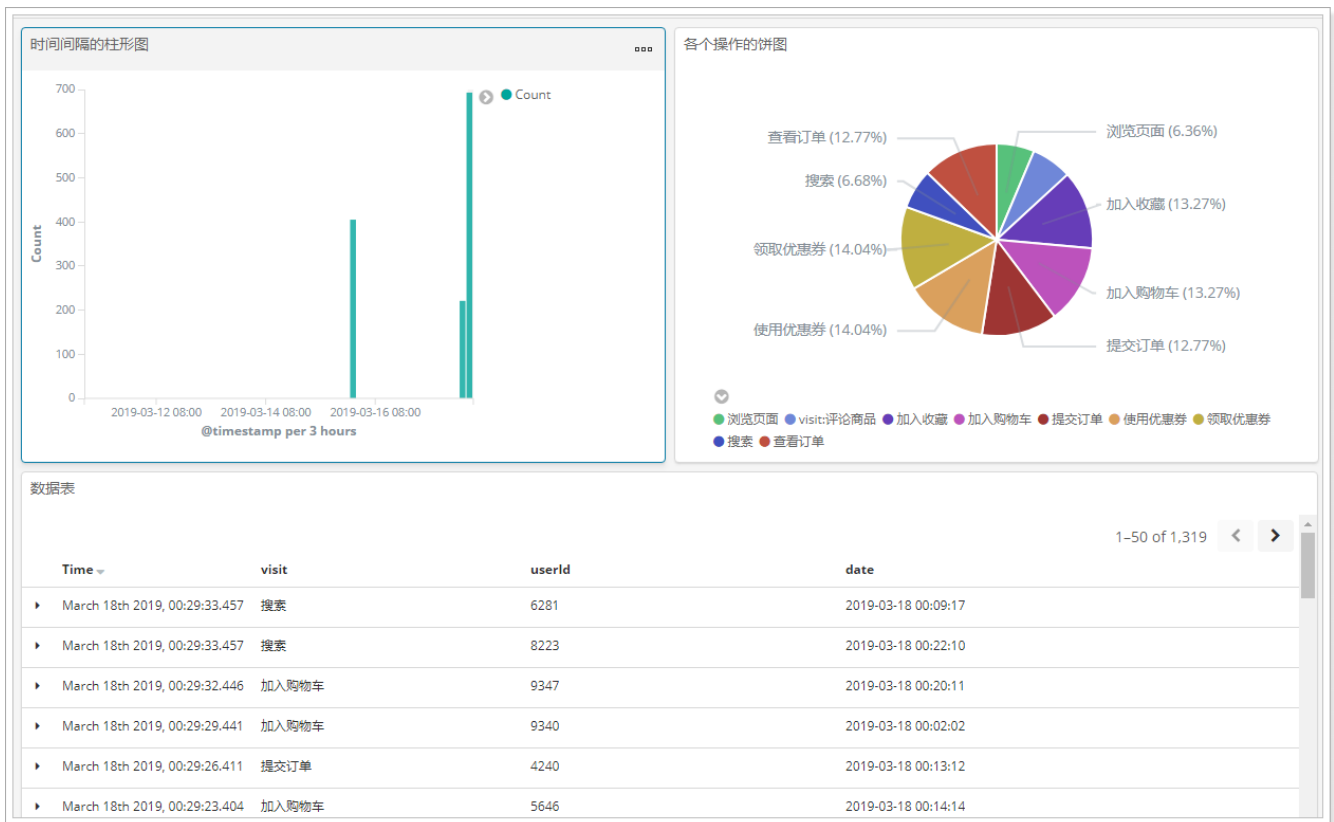 时间间隔的柱形图
700
600
500
400
300
200
100
0
Count
2019-03-12 08:00 2019-03-14 08:00 2019-03-16 08:00
@timestamp per 3 hours
Count
各个操作的饼图
查看订单 (12.77%)
浏览页面 (6.36%)
搜索 (6.68%)
加入收藏 (13.27%)
领取优惠券 (14.04%)
加入购物车 (13.27%)
使用优惠券 (14.04%)
提交订单 (12.77%)
浏览页面 visit:评论商品 加入收藏 加入购物车 提交订单 使用优惠券 领取优惠券
搜索 查看订单
数据表
1–50 of 1,319
Time visit userId date
March 18th 2019, 00:29:33.457 搜索 6281 2019-03-18 00:09:17
March 18th 2019, 00:29:33.457 搜索 8223 2019-03-18 00:22:10
March 18th 2019, 00:29:32.446 加入购物车 9347 2019-03-18 00:20:11
March 18th 2019, 00:29:29.441 加入购物车 9340 2019-03-18 00:02:02
March 18th 2019, 00:29:26.411 提交订单 4240 2019-03-18 00:13:12
March 18th 2019, 00:29:23.404 加入购物车 5646 2019-03-18 00:14:14